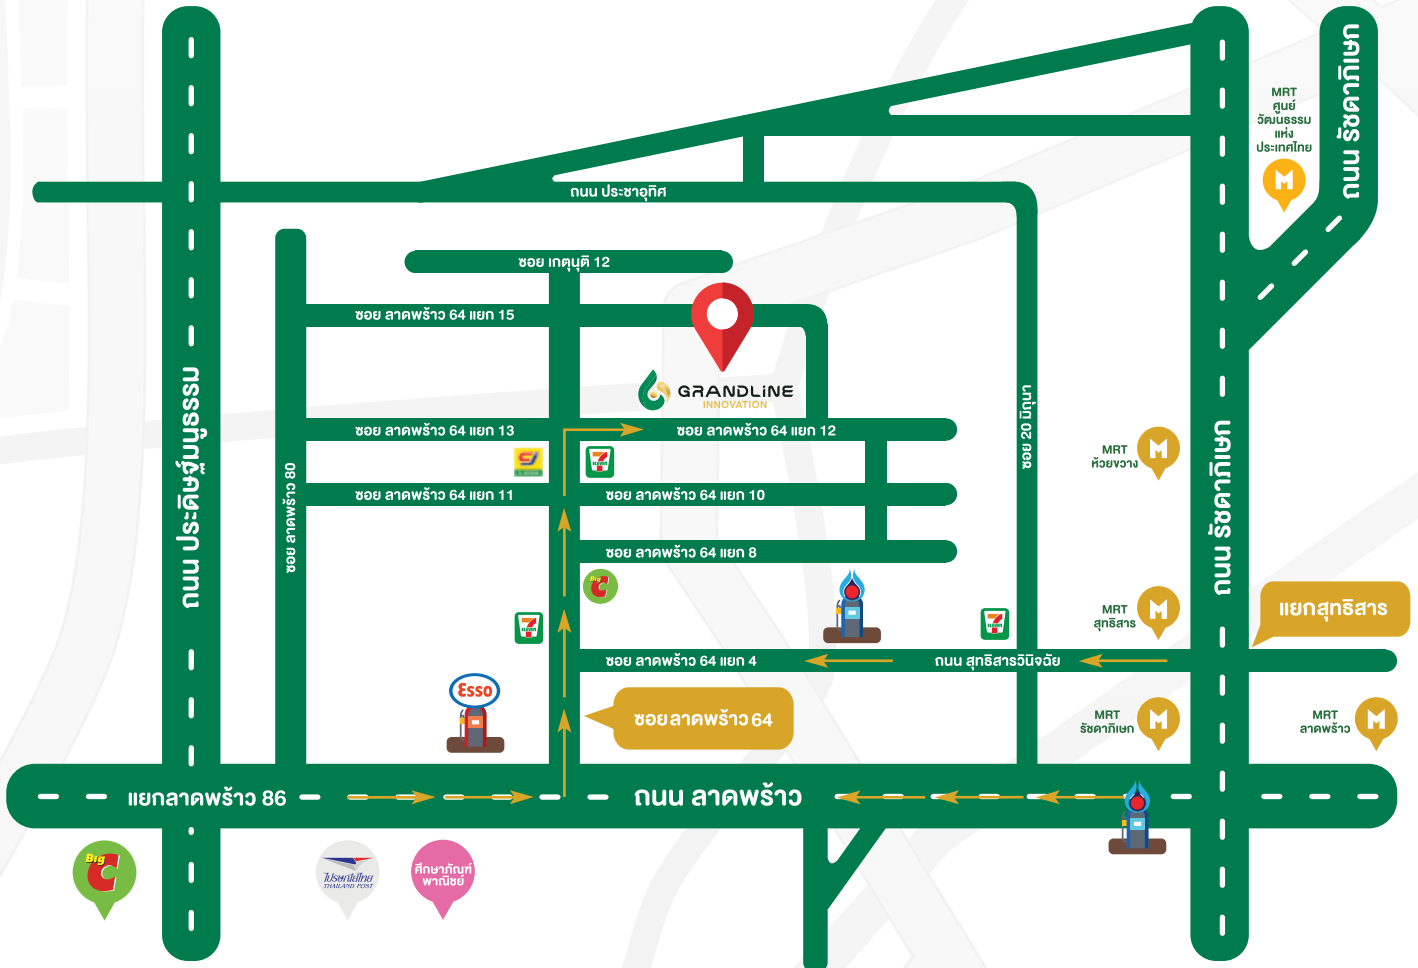 ถนน รัชดาภิเษก
MRT
ศูนย์
วัฒนธรรม
แห่ง
ประเทศไทย
ถนน ประชาอุทิศ
ซอย เกตุนุติ 12
ซอย ลาดพร้าว 64 แยก 15
GRANDLINE
INNOVATION
ถนน ประดิษฐ์มนูธรรม
ซอย ลาดพร้าว 80
ซอย 20 มิถุนา
ถนน รัชดาภิเษก
ซอย ลาดพร้าว 64 แยก 13
ซอย ลาดพร้าว 64 แยก 12
MRT
ห้วยขวาง
CJ
7 ELEVEN
ซอย ลาดพร้าว 64 แยก 11
ซอย ลาดพร้าว 64 แยก 10
ซอย ลาดพร้าว 64 แยก 8
Big C
7 ELEVEN
7 ELEVEN
MRT
สุทธิสาร
แยกสุทธิสาร
ซอย ลาดพร้าว 64 แยก 4
ถนน สุทธิสารวินิจฉัย
Esso
ซอยลาดพร้าว 64
MRT
รัชดาภิเษก
MRT
ลาดพร้าว
แยกลาดพร้าว 86
ถนน ลาดพร้าว
Big C
ไปรษณีย์ไทย
THAILAND POST
ศึกษาภัณฑ์
พาณิชย์